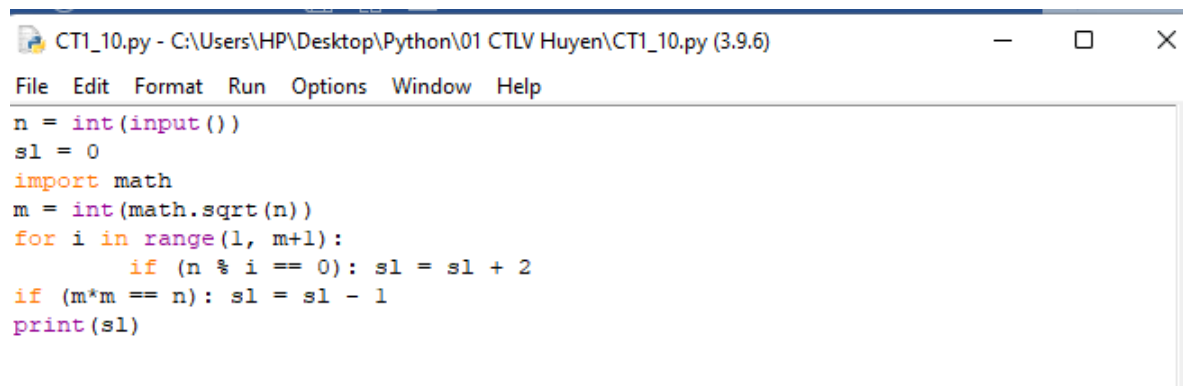 CT1_10.py - C:\Users\HP\Desktop\Python\01 CTLV Huyen\CT1_10.py (3.9.6)
File Edit Format Run Options Window Help
n = int(input())
sl = 0
import math
m = int(math.sqrt(n))
for i in range(1, m+1):
        if (n % i == 0): sl = sl + 2
if (m*m == n): sl = sl - 1
print(sl)